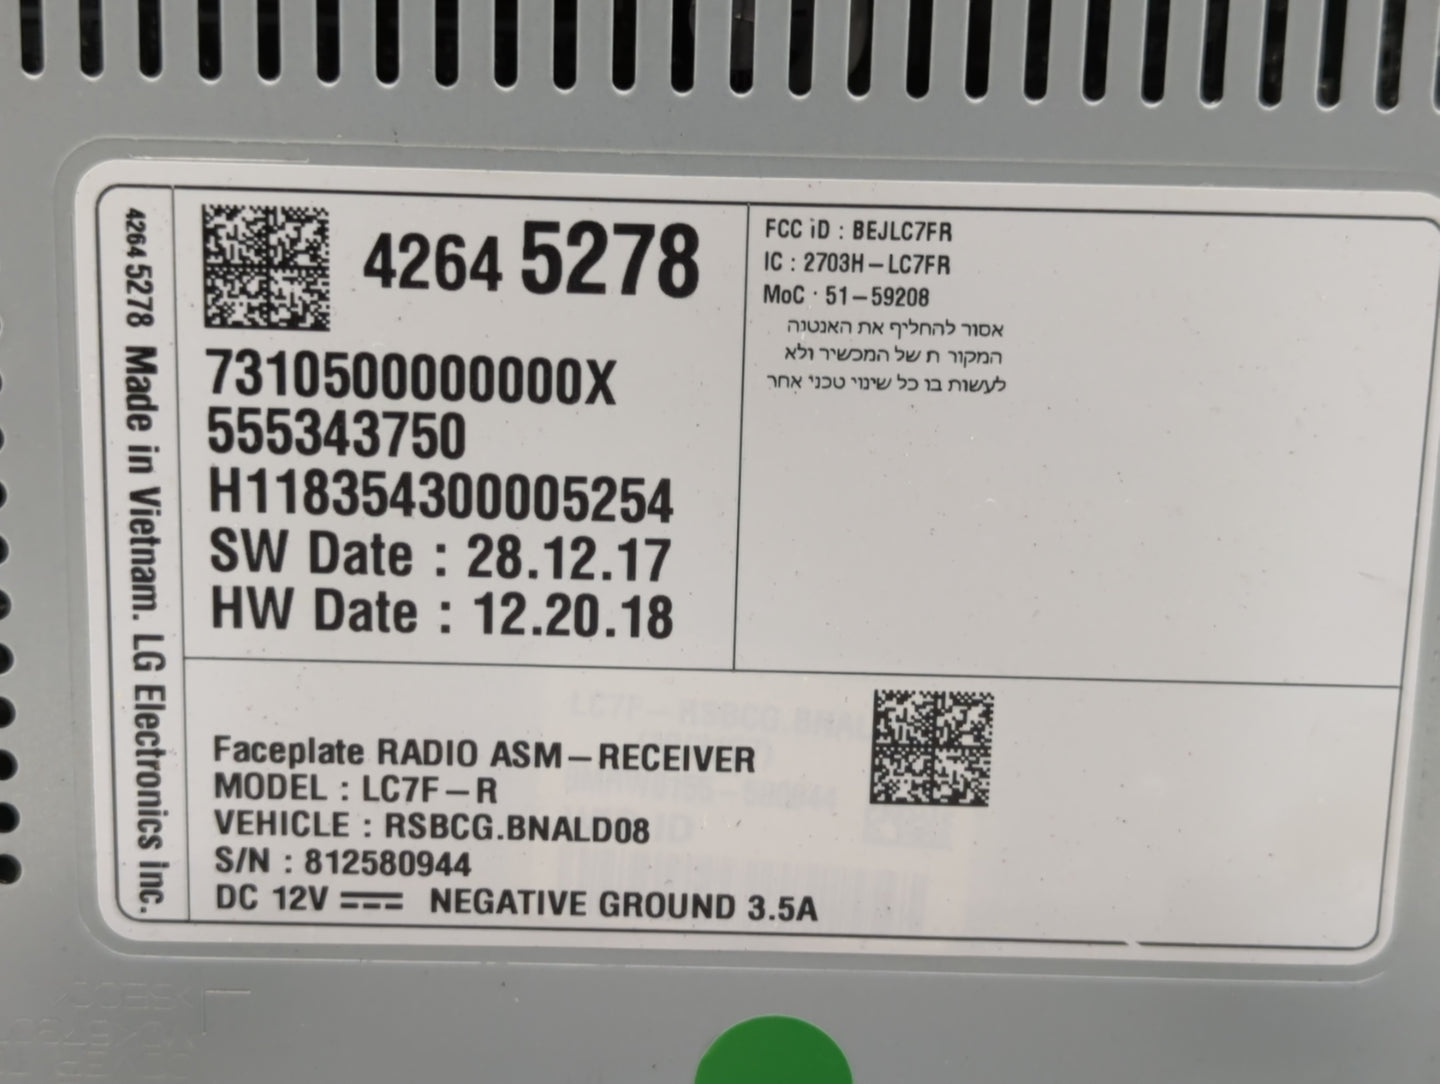 4264 5278 Made in Vietnam. LG Electronics inc.
4264 5278
7310500000000X
555343750
H118354300005254
SW Date : 28.12.17
HW Date : 12.20.18
FCC iD : BEJLC7FR
IC : 2703H-LC7FR
MoC : 51-59208
אסור להחליף את האנטנה
המקור ת של המכשיר ולא
לעשות בו כל שינוי טכני אחר
Faceplate RADIO ASM-RECEIVER
MODEL : LC7F-R
VEHICLE : RSBCG.BNALD08
S/N : 812580944
DC 12V NEGATIVE GROUND 3.5A